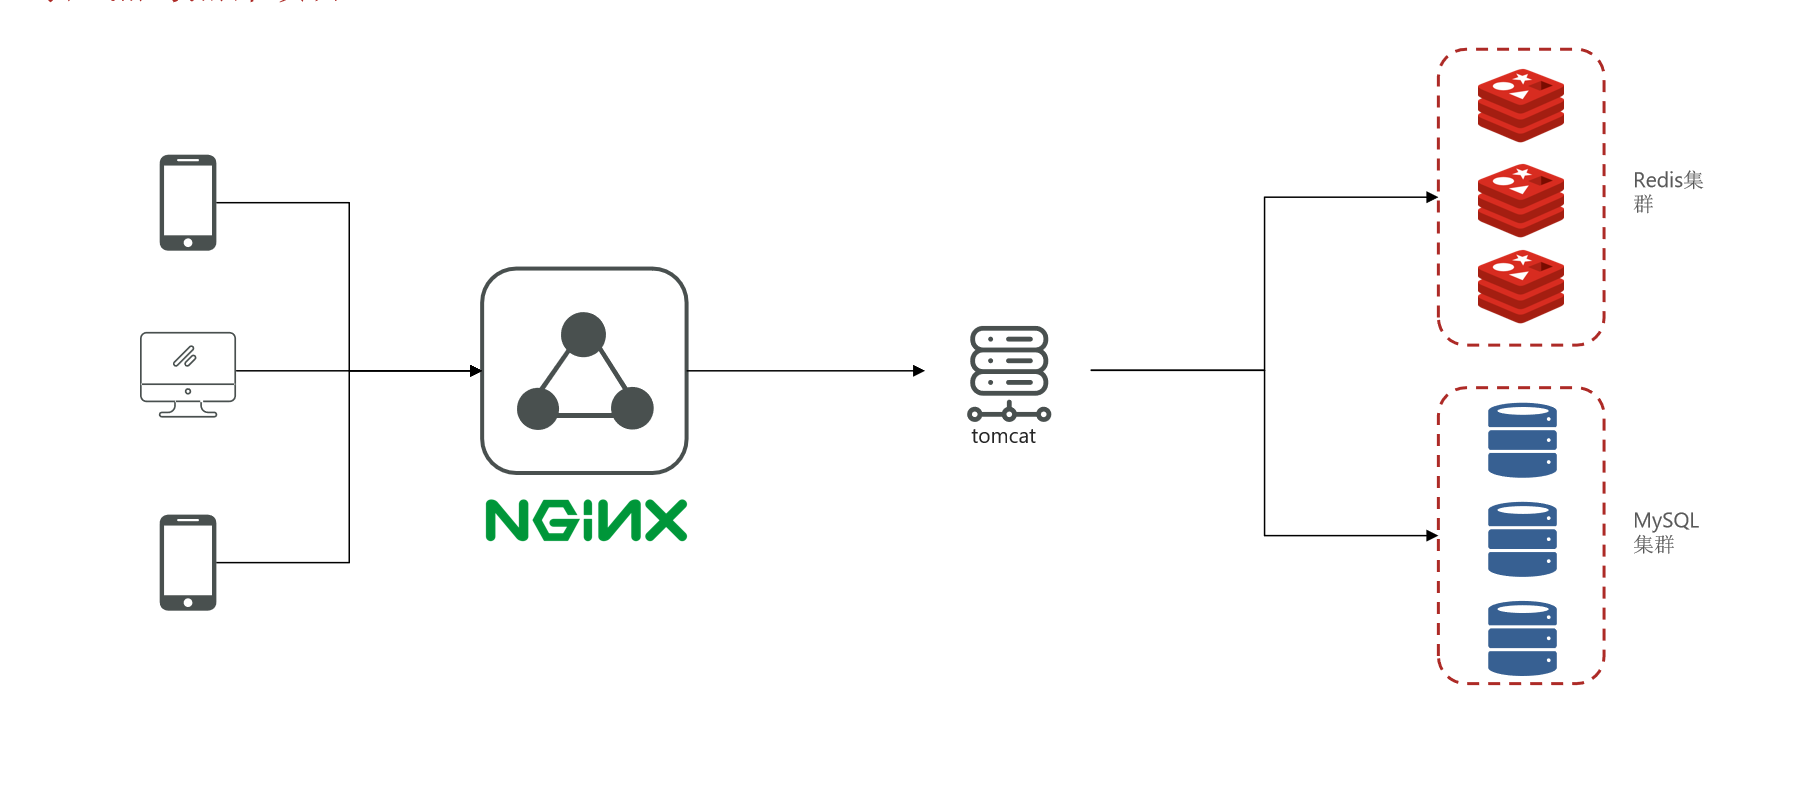 Redis集
群
tomcat
NGINX
MySQL
集群